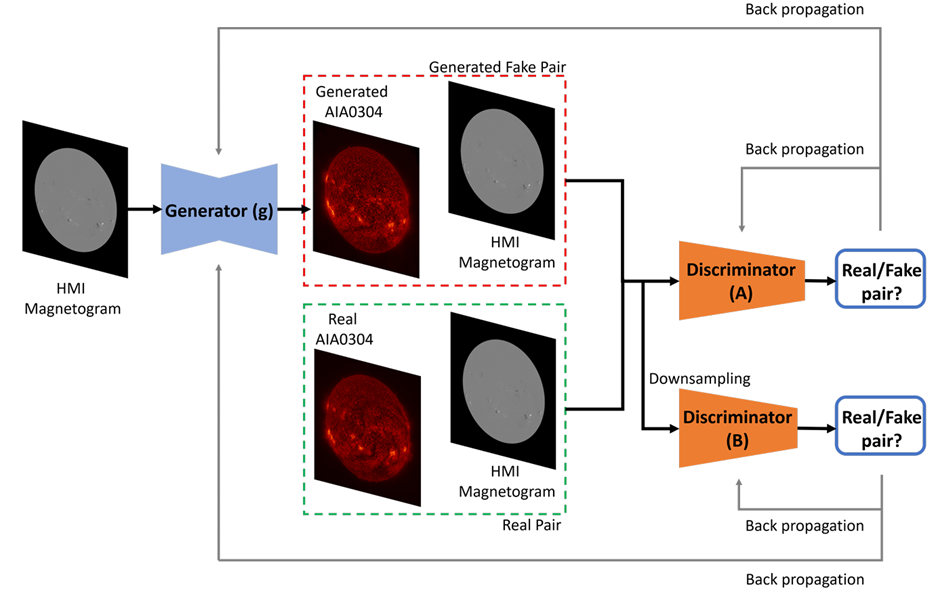 Back propagation
Generated Fake Pair
Generated
AIA0304
Back propagation
Generator (g)
HMI
Magnetogram
HMI
Magnetogram
Discriminator
(A)
Real/Fake
pair?
Real
AIA0304
Downsampling
Discriminator
(B)
Real/Fake
pair?
HMI
Magnetogram
Real Pair
Back propagation
Back propagation